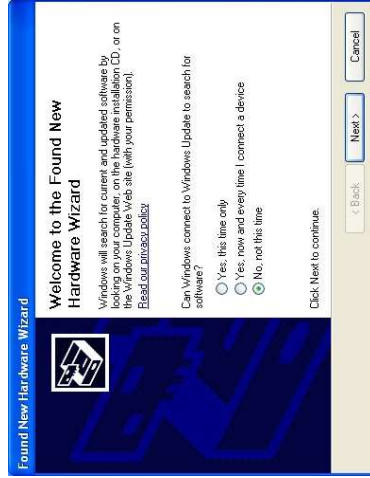 Found New Hardware Wizard
Welcome to the Found New
Hardware Wizard
Windows will search for current and updated software by
looking on your computer, on the hardware installation CD, or on
the Windows Update Web site (with your permission).
Read our privacy policy
Can Windows connect to Windows Update to search for
software?
Yes, this time only
Yes, now and every time I connect a device
No, not this time
Click Next to continue.
< Back
Next >
Cancel